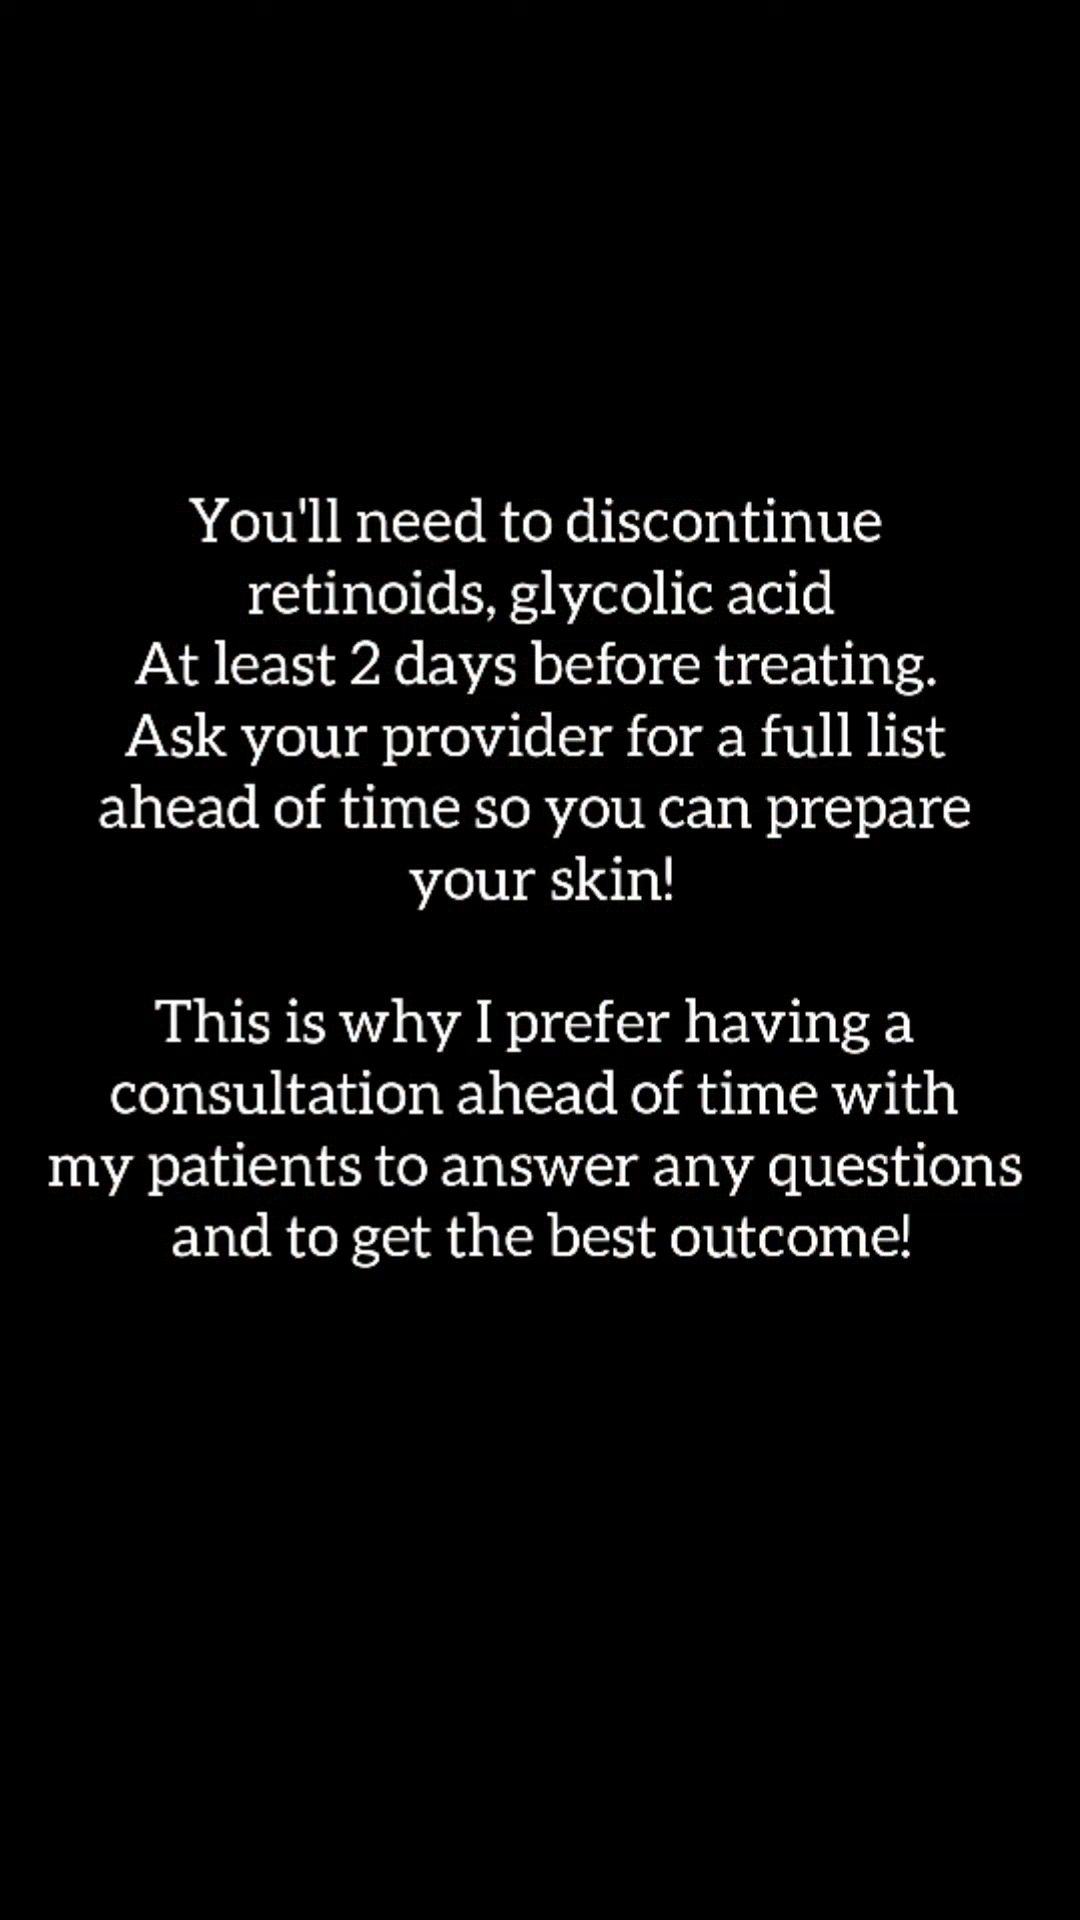 You'll need to discontinue
retinoids, glycolic acid
At least 2 days before treating.
Ask your provider for a full list
ahead of time so you can prepare
your skin!
This is why I prefer having a
consultation ahead of time with
my patients to answer any questions
and to get the best outcome!